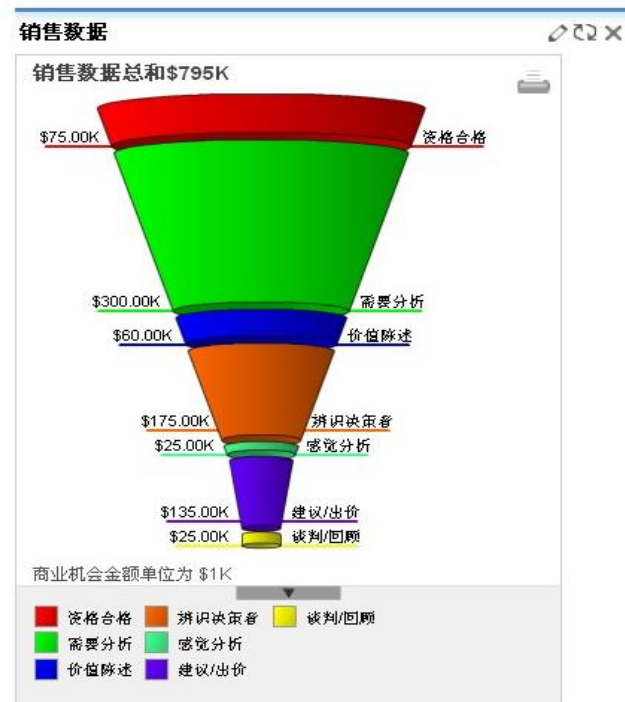 销售数据
销售数据总和$795K
$75.00K 资格合格
$300.00K 需要分析
$60.00K 价值陈述
$175.00K 辨识决策者
$25.00K 感觉分析
$135.00K 建议/出价
$25.00K 谈判/回顾
商业机会金额单位为 $1K
资格合格 辨识决策者 谈判/回顾
需要分析 感觉分析
价值陈述 建议/出价